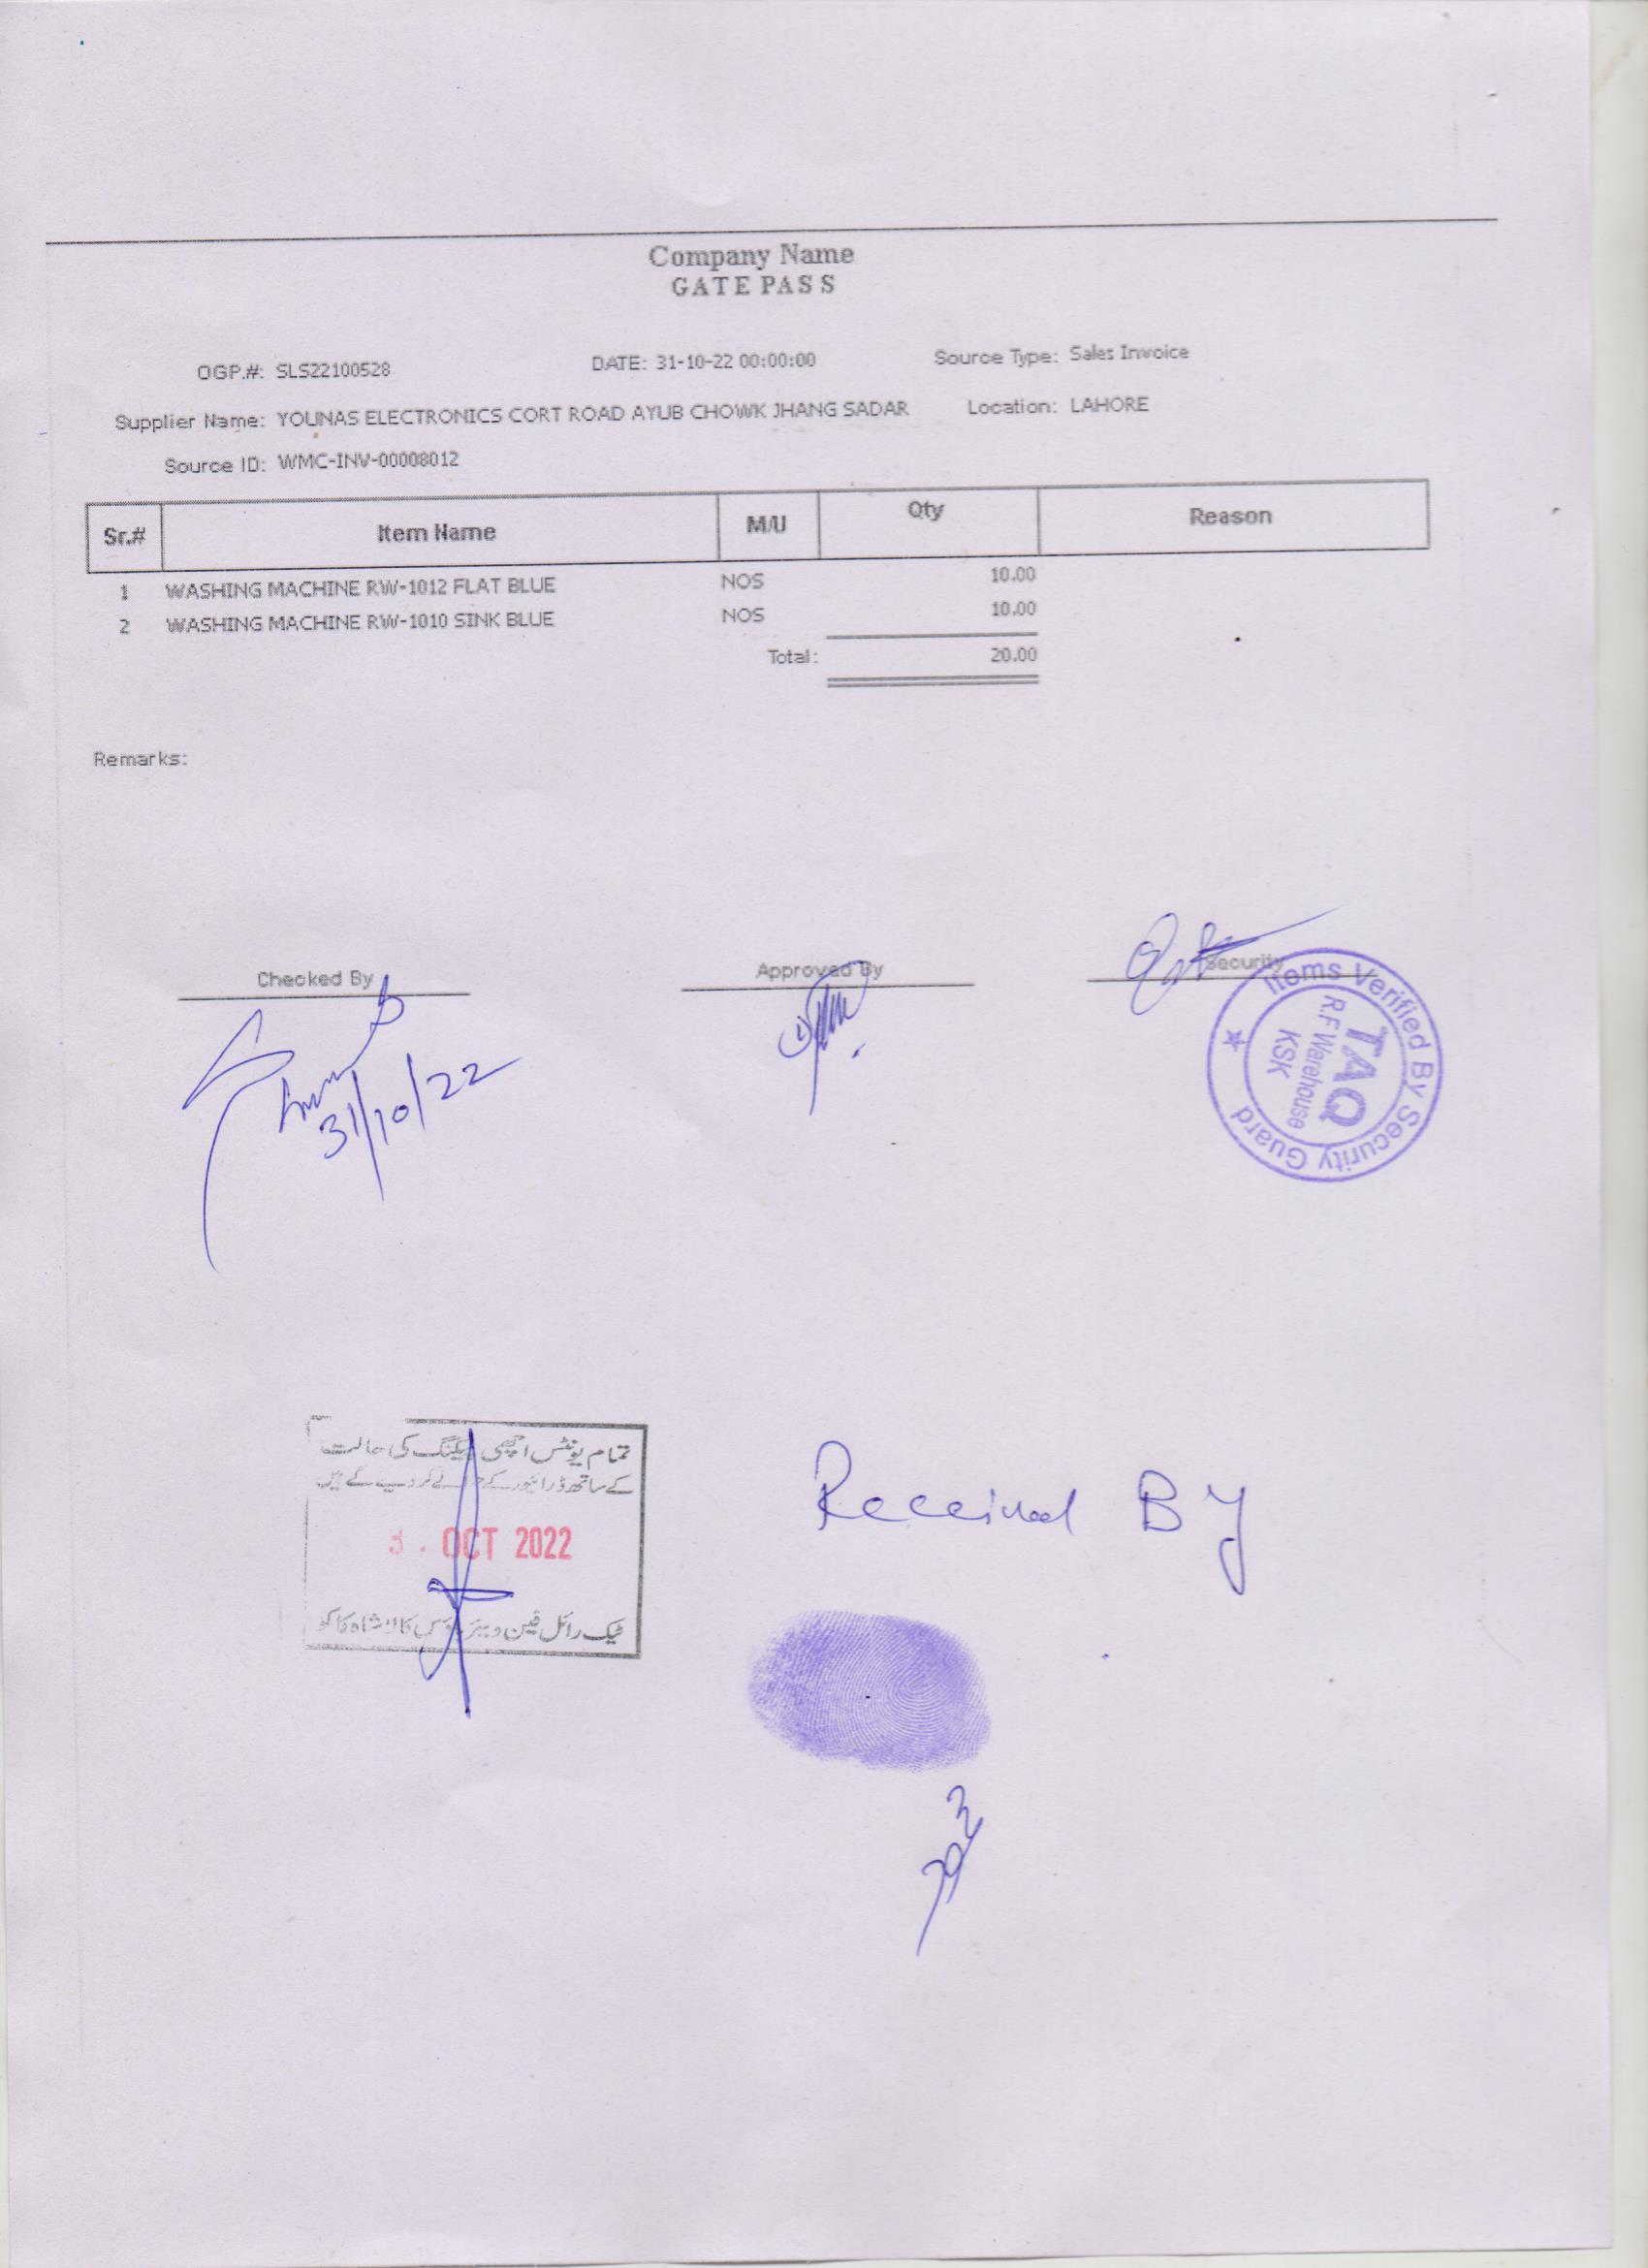 Company Name
GATE PASS
OGP.#: SLS22100528 DATE: 31-10-22 00:00:00 Source Type: Sales Invoice
Supplier Name: YOUNAS ELECTRONICS CORT ROAD AYUB CHOWK JHANG SADAR Location: LAHORE
Source ID: WMC-INV-00008012
Sr.# Item Name M/U Qty Reason
1 WASHING MACHINE RW-1012 FLAT BLUE NOS 10.00
2 WASHING MACHINE RW-1010 SINK BLUE NOS 10.00
Total: 20.00
Remarks:
Checked By Approved By Security
31/10/22
Items Verified By Security Guard
TAQ
R.F Warehouse
KSK
تمام یونٹس اچھی پیکنگ کی حالت
کے ساتھ ڈرائیور کے حوالے کر دیے گئے ہیں
OCT 2022
ٹیک رائل فین ویئر ہاؤس کالا شاہ کاکو
Received By